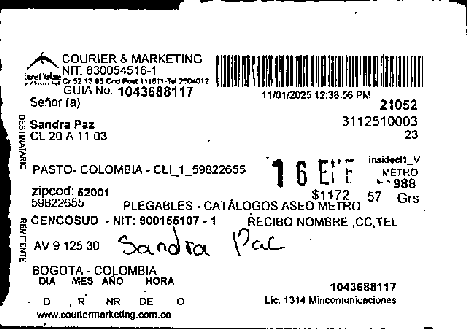 COURIER & MARKETING
NIT. 830054516-1
GUIA No. 1043688117
11/01/2025 12:38:56 PM
Señor (a)
21052
Sandra Paz
3112510003
CL 20 A 11 03
23
DESTINATARIO
PASTO- COLOMBIA - CLI_1_59822655
16 ENE
insided1_V
METRO
988
zipcod: 52001
$1172 57 Grs
59822655
PLEGABLES - CATÁLOGOS ASEO METRO
REMITENTE
CENCOSUD - NIT: 900155107 - 1
RECIBO NOMBRE ,CC,TEL
AV 9 125 30
Sandra Paz
BOGOTA - COLOMBIA
DIA MES AÑO HORA
1043688117
D R NR DE O
Lic. 1314 Mincomunicaciones
www.couriermarketing.com.co